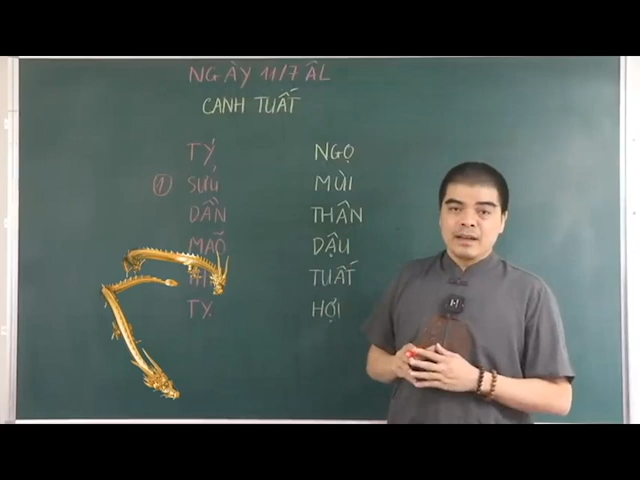 NGÀY 11/7 ÂL
CANH TUẤT
TÝ NGỌ
① SỬU MÙI
DẦN THÂN
MÃO DẬU
TUẤT
TỴ HỢI